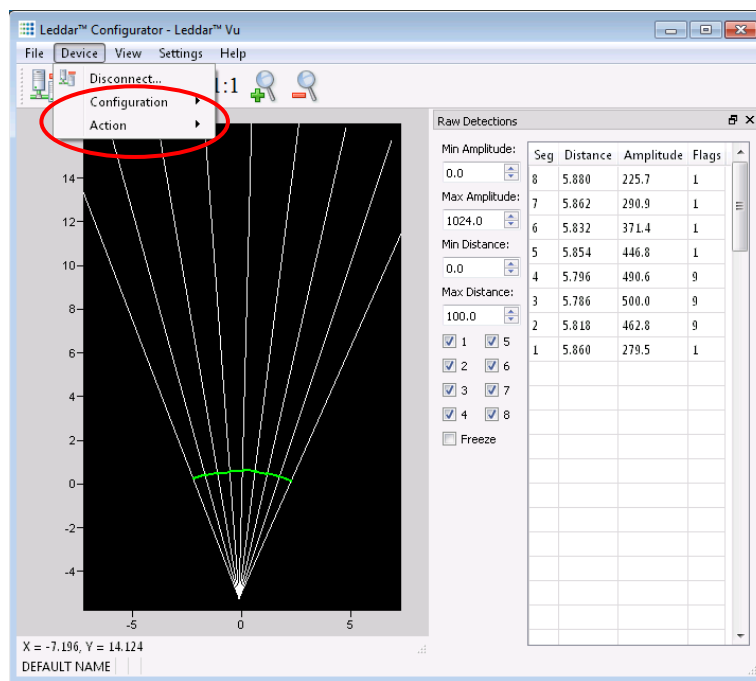 Leddar™ Configurator - Leddar™ Vu
File Device View Settings Help
Disconnect...
Configuration
Action
1:1
Raw Detections
Min Amplitude:
0.0
Max Amplitude:
1024.0
Min Distance:
0.0
Max Distance:
100.0
1 5
2 6
3 7
4 8
Freeze
Seg Distance Amplitude Flags
8 5.880 225.7 1
7 5.862 290.9 1
6 5.832 371.4 1
5 5.854 446.8 1
4 5.796 490.6 9
3 5.786 500.0 9
2 5.818 462.8 9
1 5.860 279.5 1
14
12
10
8
6
4
2
0
-2
-4
-5 0 5
X = -7.196, Y = 14.124
DEFAULT NAME